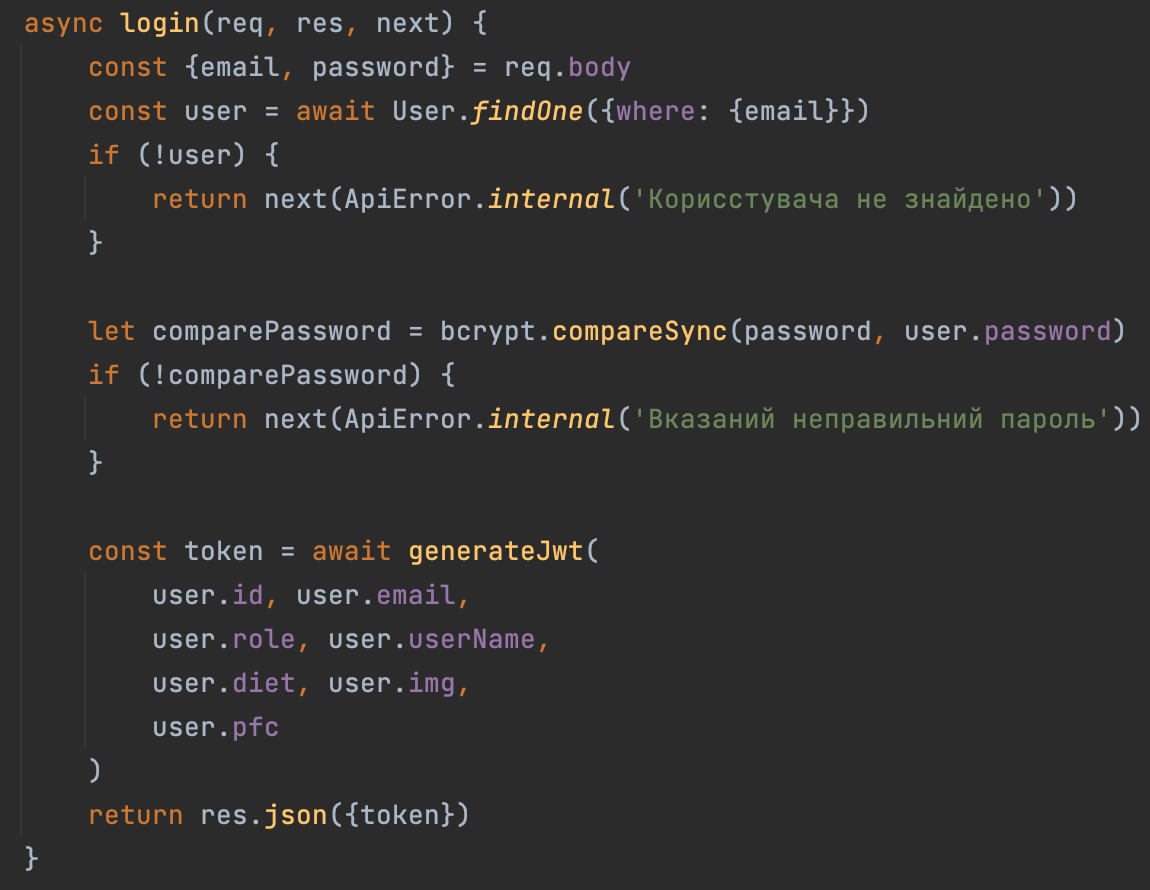 async login(req, res, next) {
const {email, password} = req.body
const user = await User.findOne({where: {email}})
if (!user) {
return next(ApiError.internal('Корисстувача не знайдено'))
}
let comparePassword = bcrypt.compareSync(password, user.password)
if (!comparePassword) {
return next(ApiError.internal('Вказаний неправильний пароль'))
}
const token = await generateJwt(
user.id, user.email,
user.role, user.userName,
user.diet, user.img,
user.pfc
)
return res.json({token})
}